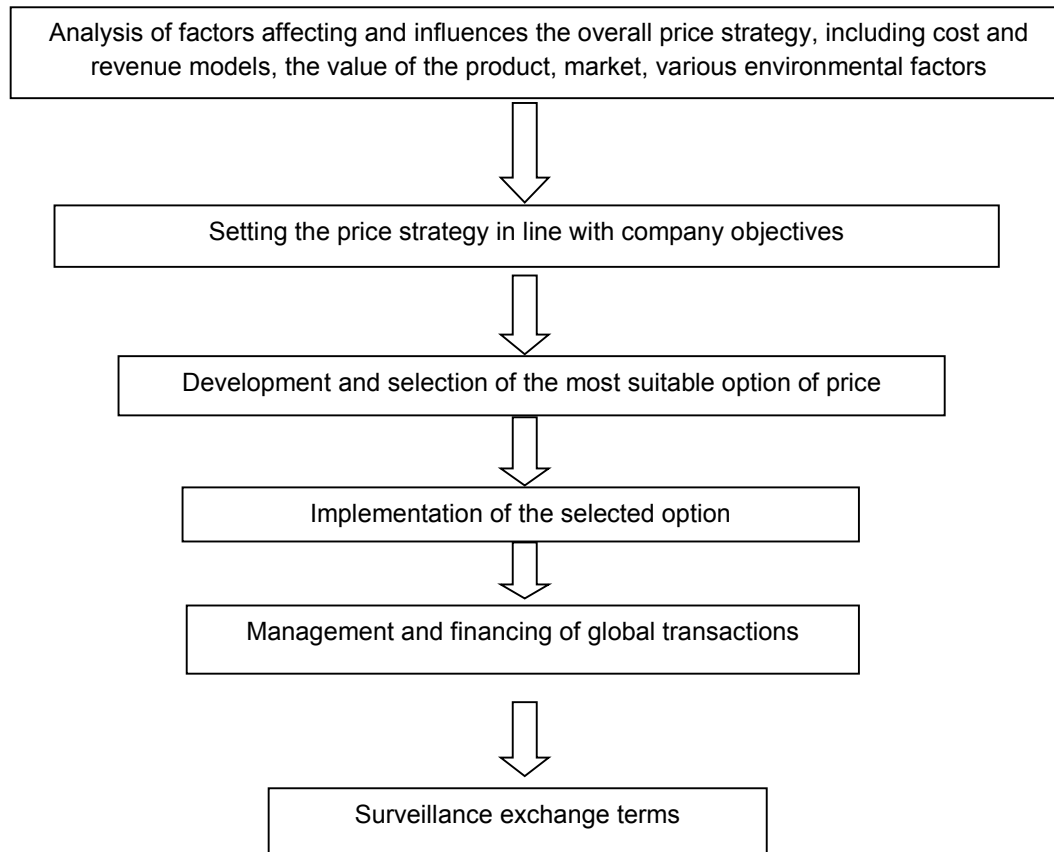 Analysis of factors affecting and influences the overall price strategy, including cost and
revenue models, the value of the product, market, various environmental factors
Setting the price strategy in line with company objectives
Development and selection of the most suitable option of price
Implementation of the selected option
Management and financing of global transactions
Surveillance exchange terms